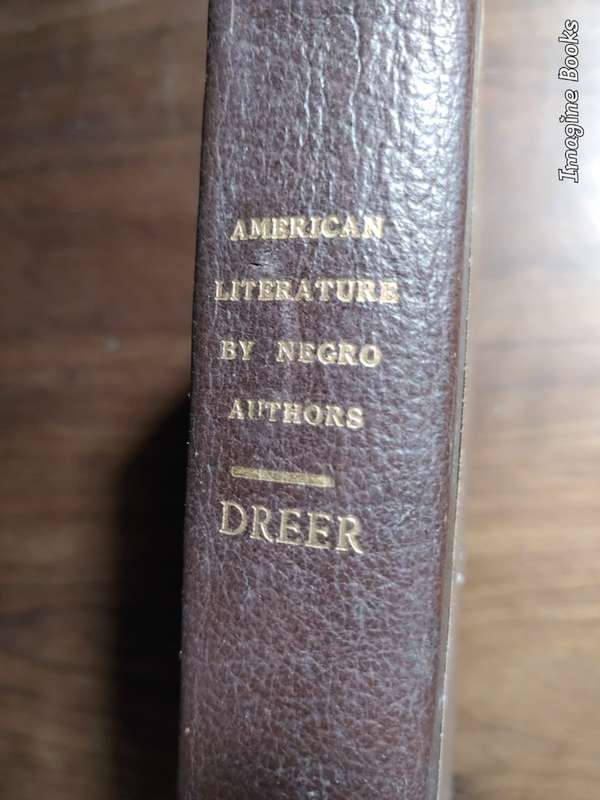 AMERICAN
LITERATURE
BY NEGRO
AUTHORS
DREER
Imagine Books